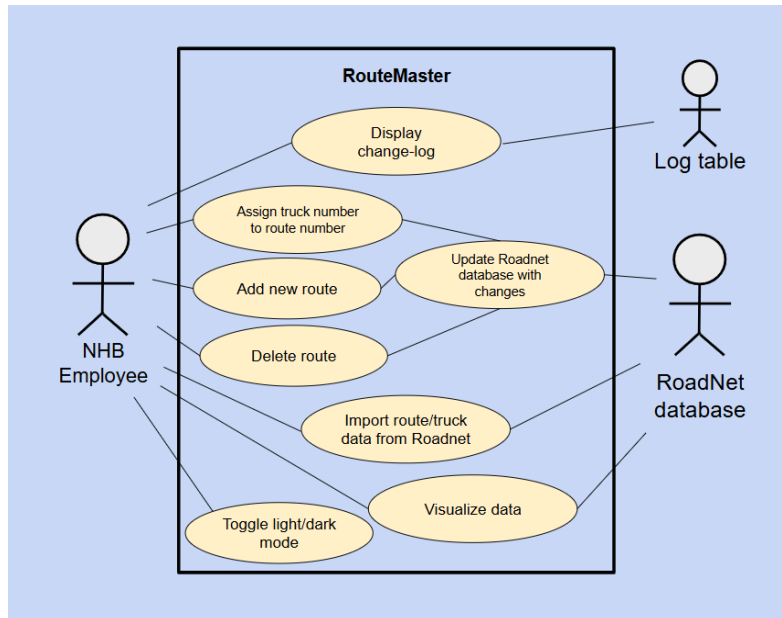 RouteMaster
Display
change-log
Log table
Assign truck number
to route number
Update Roadnet
database with
changes
Add new route
NHB
Employee
Delete route
RoadNet
database
Import route/truck
data from Roadnet
Visualize data
Toggle light/dark
mode